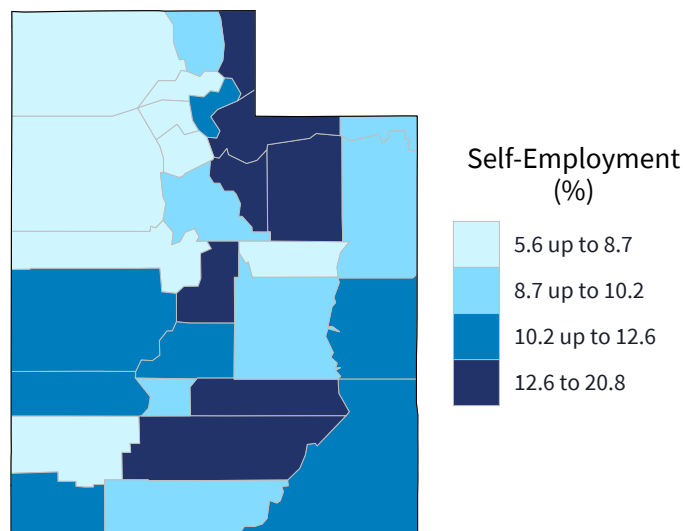 Self-Employment
(%)
5.6 up to 8.7
8.7 up to 10.2
10.2 up to 12.6
12.6 to 20.8